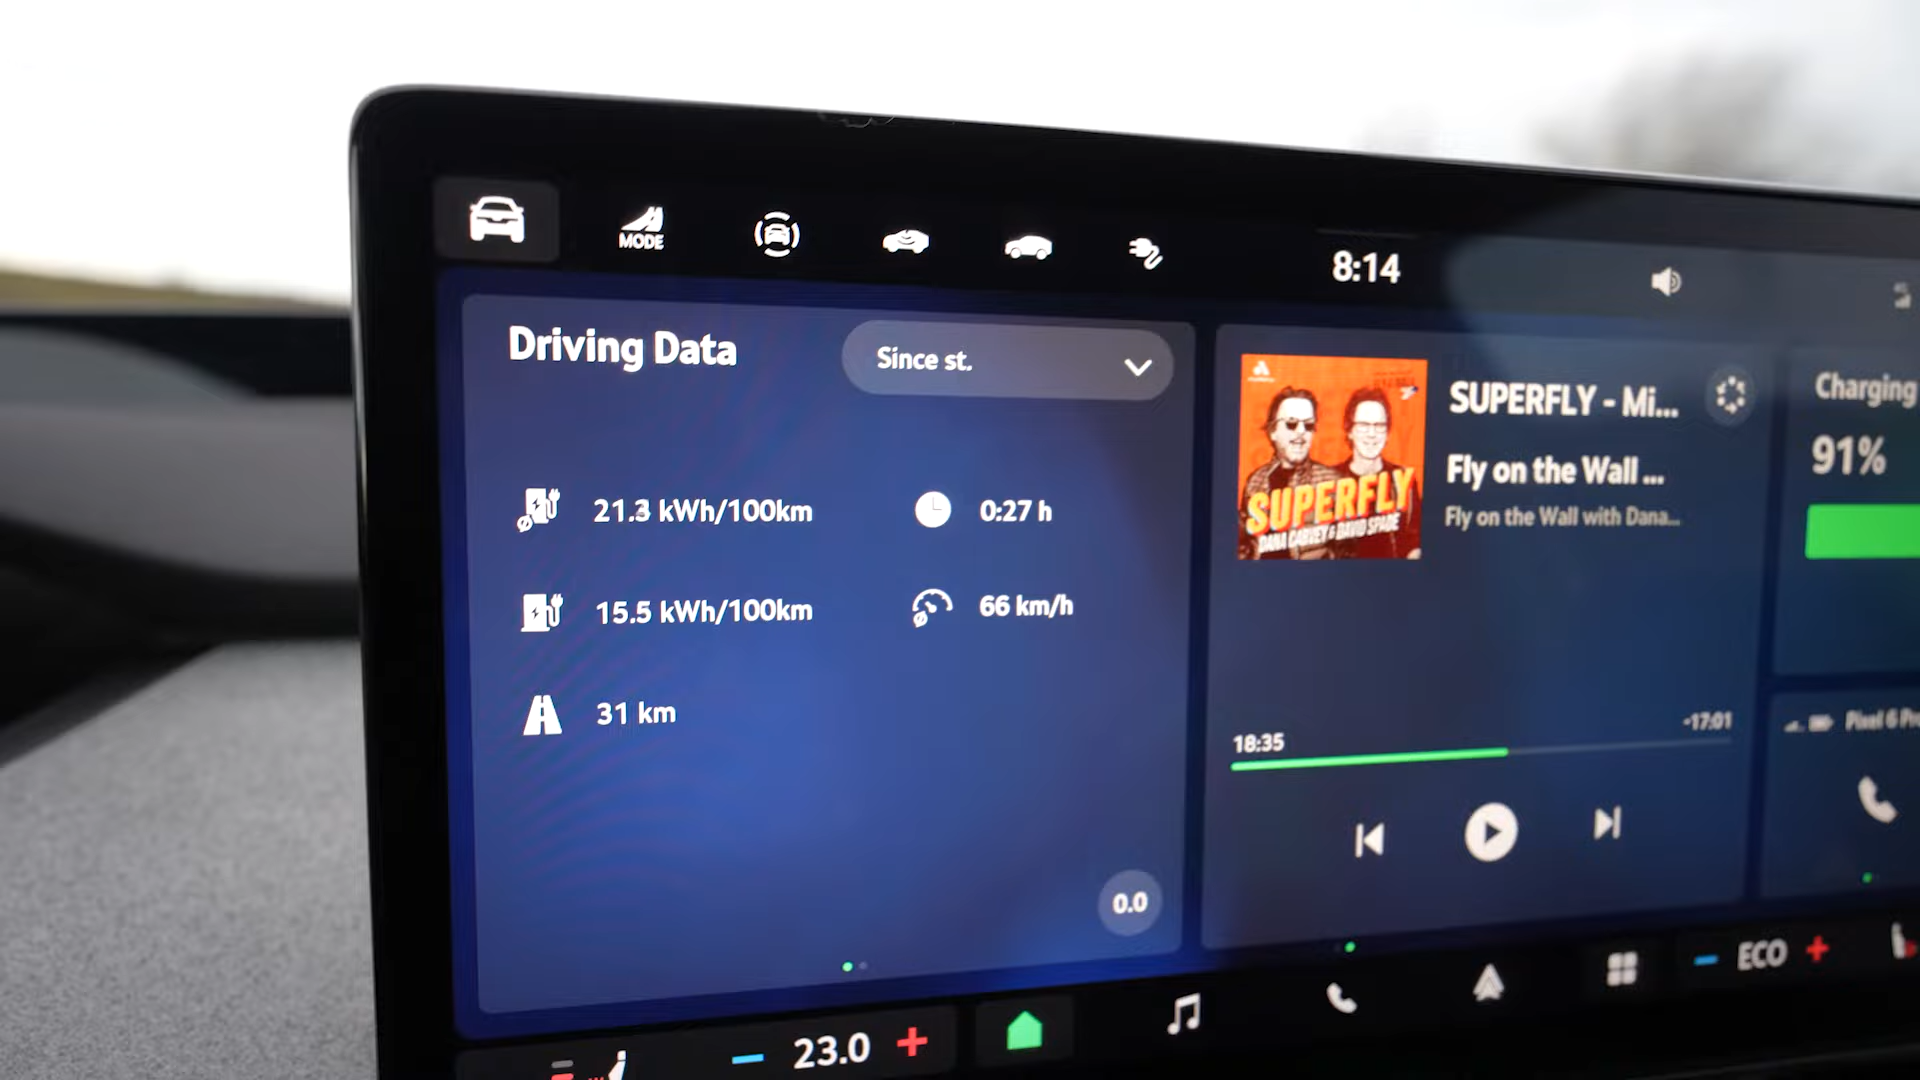 MODE
8:14
Driving Data
Since st.
21.3 kWh/100km
0:27 h
15.5 kWh/100km
66 km/h
31 km
0.0
SUPERFLY
DANA CARVEY & DAVID SPADE
SUPERFLY - Mi...
Fly on the Wall ...
Fly on the Wall with Dana...
18:35
-17:01
Charging
91%
Pixel 6 Pro
23.0
ECO